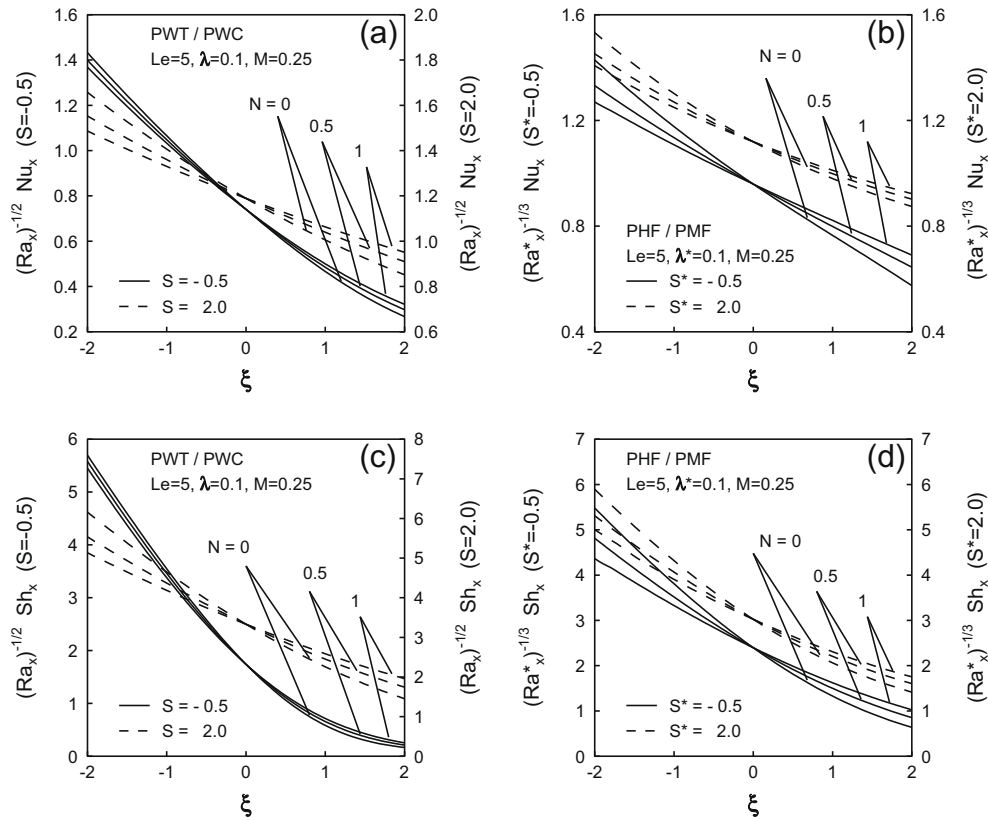 (a)
PWT / PWC
Le=5, λ=0.1, M=0.25
N = 0
0.5
1
S = - 0.5
S = 2.0
1.6
1.4
1.2
1.0
0.8
0.6
0.4
0.2
2.0
1.8
1.6
1.4
1.2
1.0
0.8
0.6
-2 -1 0 1 2
ξ
(Ra_x)^-1/2 Nu_x (S=-0.5)
(Ra_x)^-1/2 Nu_x (S=2.0)
(b)
N = 0
0.5
1
PHF / PMF
Le=5, λ*=0.1, M=0.25
S* = - 0.5
S* = 2.0
1.6
1.2
0.8
0.4
1.6
1.2
0.8
0.4
-2 -1 0 1 2
ξ
(Ra*_x)^-1/3 Nu_x (S*=-0.5)
(Ra*_x)^-1/3 Nu_x (S*=2.0)
(c)
PWT / PWC
Le=5, λ=0.1, M=0.25
N = 0
0.5
1
S = - 0.5
S = 2.0
6
5
4
3
2
1
0
8
7
6
5
4
3
2
1
0
-2 -1 0 1 2
ξ
(Ra_x)^-1/2 Sh_x (S=-0.5)
(Ra_x)^-1/2 Sh_x (S=2.0)
(d)
PHF / PMF
Le=5, λ*=0.1, M=0.25
N = 0
0.5
1
S* = - 0.5
S* = 2.0
7
6
5
4
3
2
1
0
7
6
5
4
3
2
1
0
-2 -1 0 1 2
ξ
(Ra*_x)^-1/3 Sh_x (S*=-0.5)
(Ra*_x)^-1/3 Sh_x (S*=2.0)